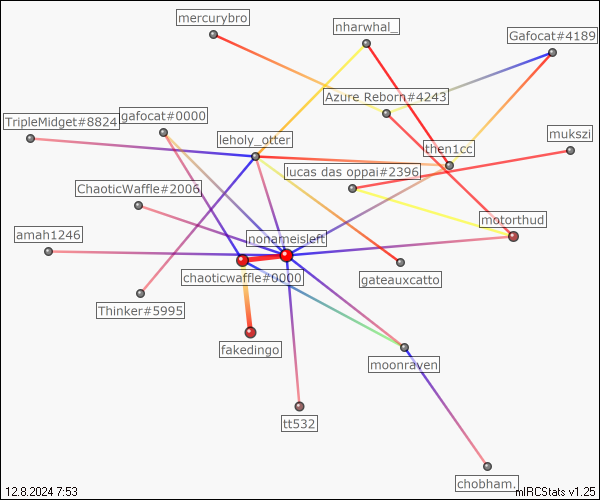 mercurybro
nharwhal_
Gafocat#4189
Azure Reborn#4243
TripleMidget#8824
gafocat#0000
leholy_otter
then1cc
mukszi
lucas das oppai#2396
ChaoticWaffle#2006
motorthud
amah1246
nonameisleft
chaoticwaffle#0000
gateauxcatto
Thinker#5995
fakedingo
moonraven
tt532
chobham.
12.8.2024 7:53
mIRCStats v1.25